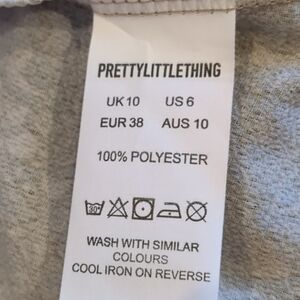 PRETTYLITTLETHING
UK 10 US 6
EUR 38 AUS 10
100% POLYESTER
30°
WASH WITH SIMILAR
COLOURS
COOL IRON ON REVERSE